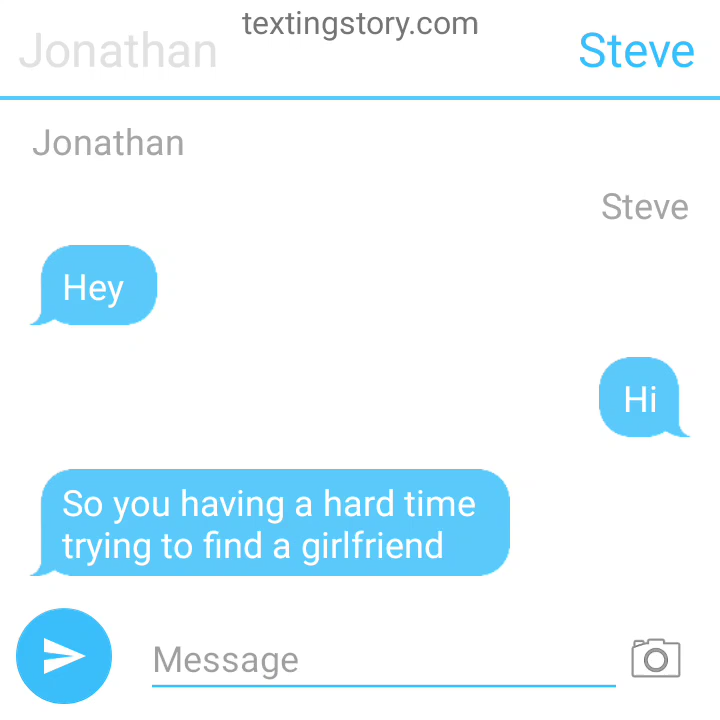 textingstory.com
Jonathan
Steve
Jonathan
Steve
Hey
Hi
So you having a hard time
trying to find a girlfriend
Message